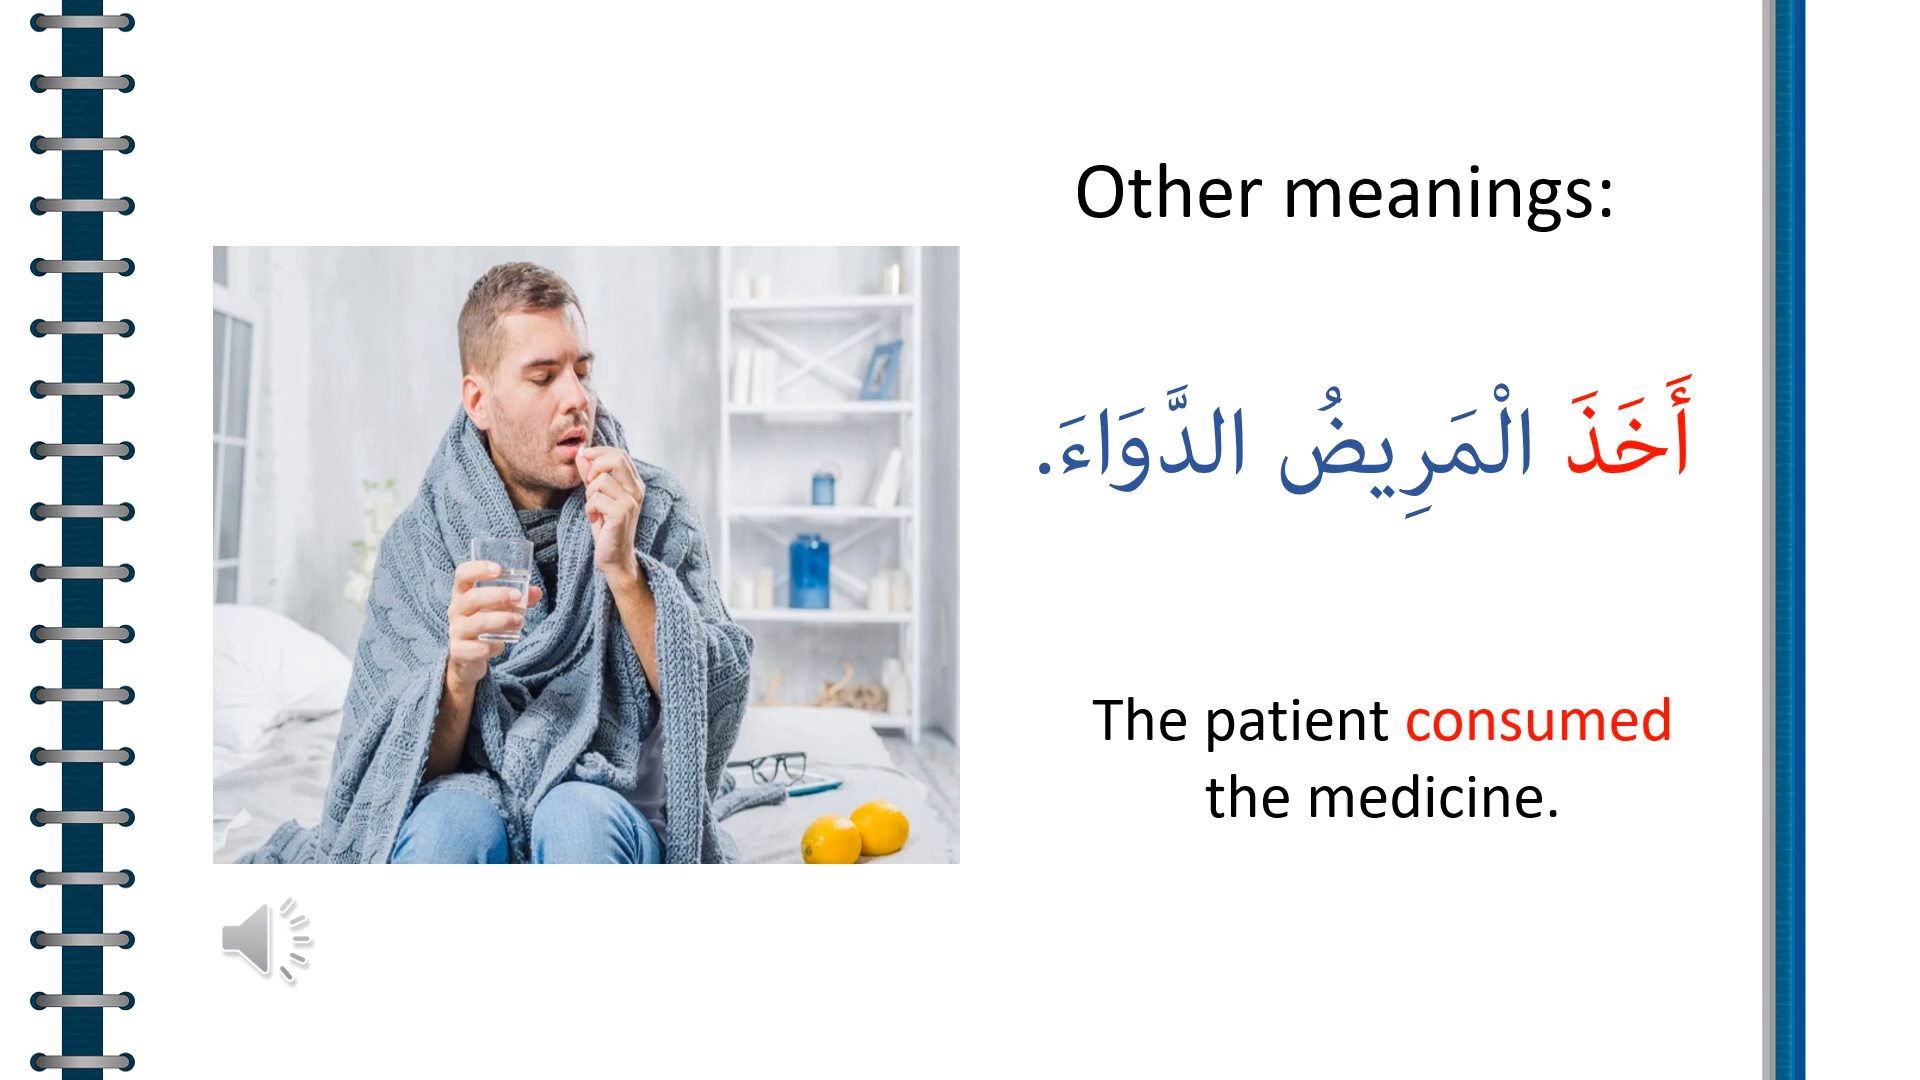 Other meanings:
أَخَذَ الْمَرِيضُ الدَّوَاءَ.
The patient consumed
the medicine.